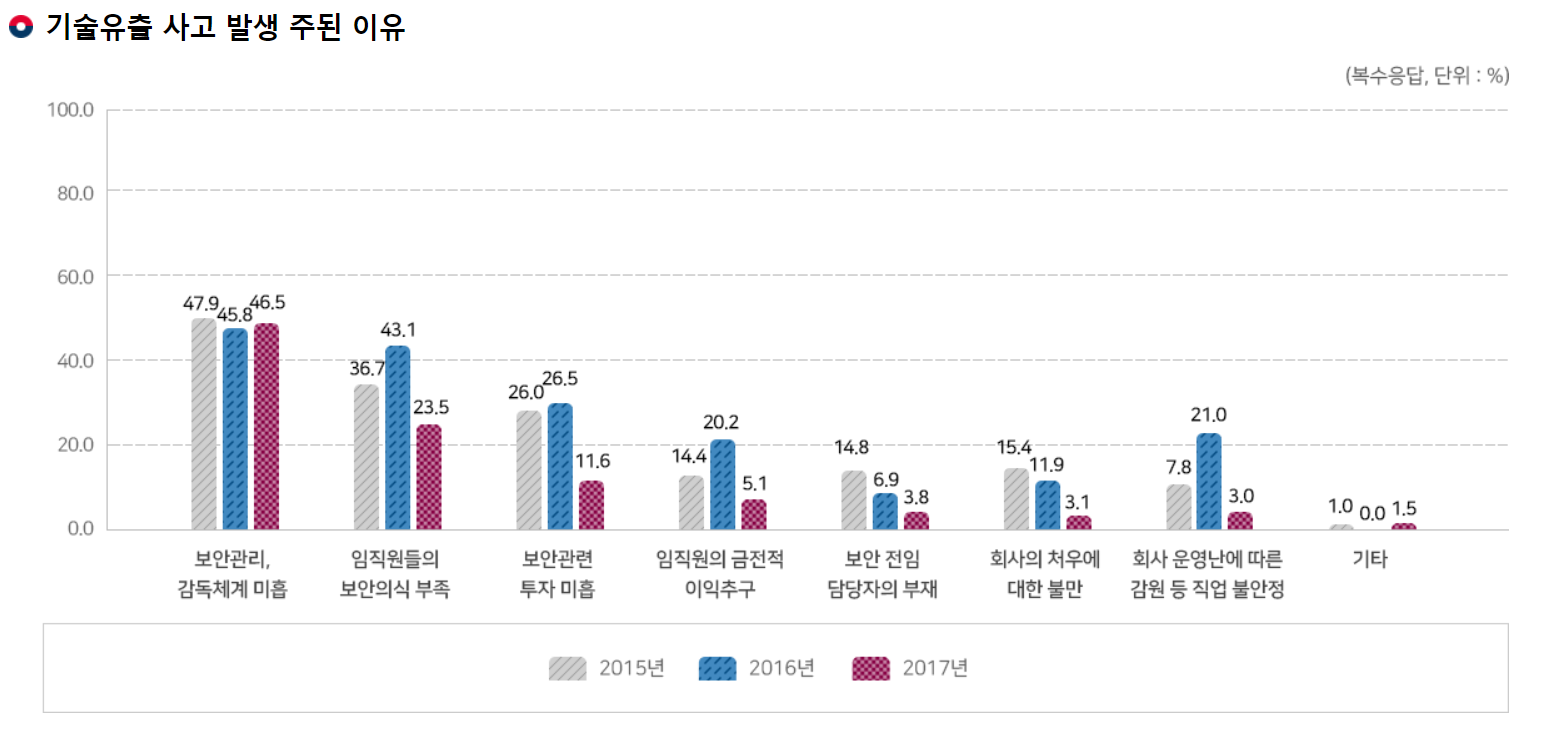 기술유출 사고 발생 주된 이유
(복수응답, 단위 : %)
100.0
80.0
60.0
40.0
20.0
0.0
47.9 45.8 46.5
36.7 43.1 23.5
26.0 26.5 11.6
14.4 20.2 5.1
14.8 6.9 3.8
15.4 11.9 3.1
7.8 21.0 3.0
1.0 0.0 1.5
보안관리,
감독체계 미흡
임직원들의
보안의식 부족
보안관련
투자 미흡
임직원의 금전적
이익추구
보안 전임
담당자의 부재
회사의 처우에
대한 불만
회사 운영난에 따른
감원 등 직업 불안정
기타
2015년 2016년 2017년